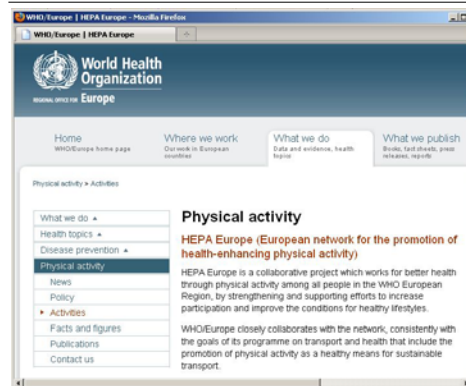 WHO/Europe | HEPA Europe - Mozilla Firefox
WHO/Europe | HEPA Europe
World Health
Organization
REGIONAL OFFICE FOR Europe
Home
WHO/Europe home page
Where we work
Our work in European
countries
What we do
Data and evidence, health
topics
What we publish
Books, fact sheets, press
releases, reports
Physical activity ▸ Activities
What we do ▴
Health topics ▴
Disease prevention ▴
Physical activity
News
Policy
▸ Activities
Facts and figures
Publications
Contact us
Physical activity
HEPA Europe (European network for the promotion of
health-enhancing physical activity)
HEPA Europe is a collaborative project which works for better health
through physical activity among all people in the WHO European
Region, by strengthening and supporting efforts to increase
participation and improve the conditions for healthy lifestyles.
WHO/Europe closely collaborates with the network, consistently with
the goals of its programme on transport and health that include the
promotion of physical activity as a healthy means for sustainable
transport.